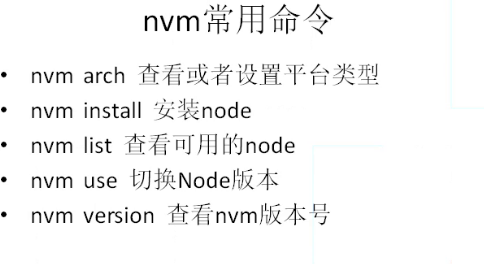 nvm常用命令
• nvm arch 查看或者设置平台类型
• nvm install 安装node
• nvm list 查看可用的node
• nvm use 切换Node版本
• nvm version 查看nvm版本号